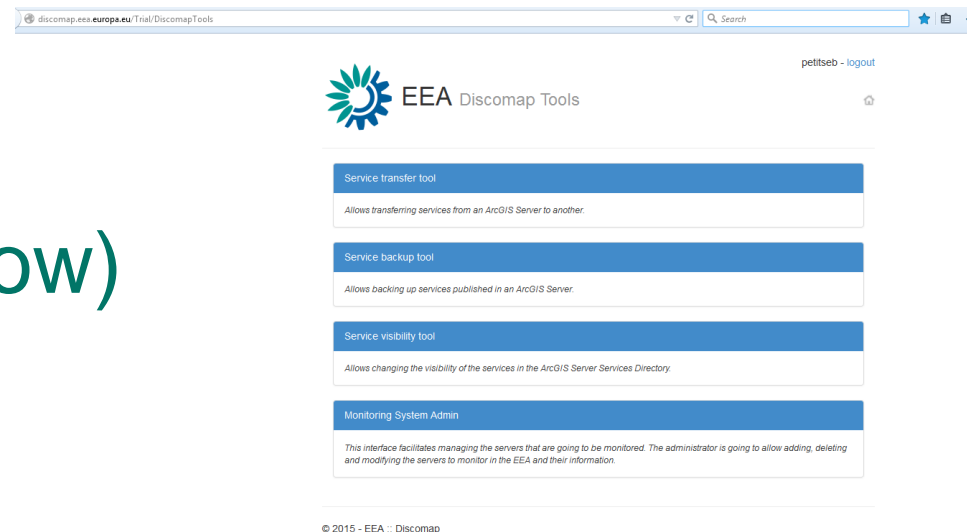 discomap.eea.europa.eu/Trial/DiscomapTools
Search
petitseb - logout
EEA Discomap Tools
Service transfer tool
Allows transferring services from an ArcGIS Server to another.
ow)
Service backup tool
Allows backing up services published in an ArcGIS Server.
Service visibility tool
Allows changing the visibility of the services in the ArcGIS Server Services Directory.
Monitoring System Admin
This interface facilitates managing the servers that are going to be monitored. The administrator is going to allow adding, deleting
and modifying the servers to monitor in the EEA and their information.
© 2015 - EEA :: Discomap